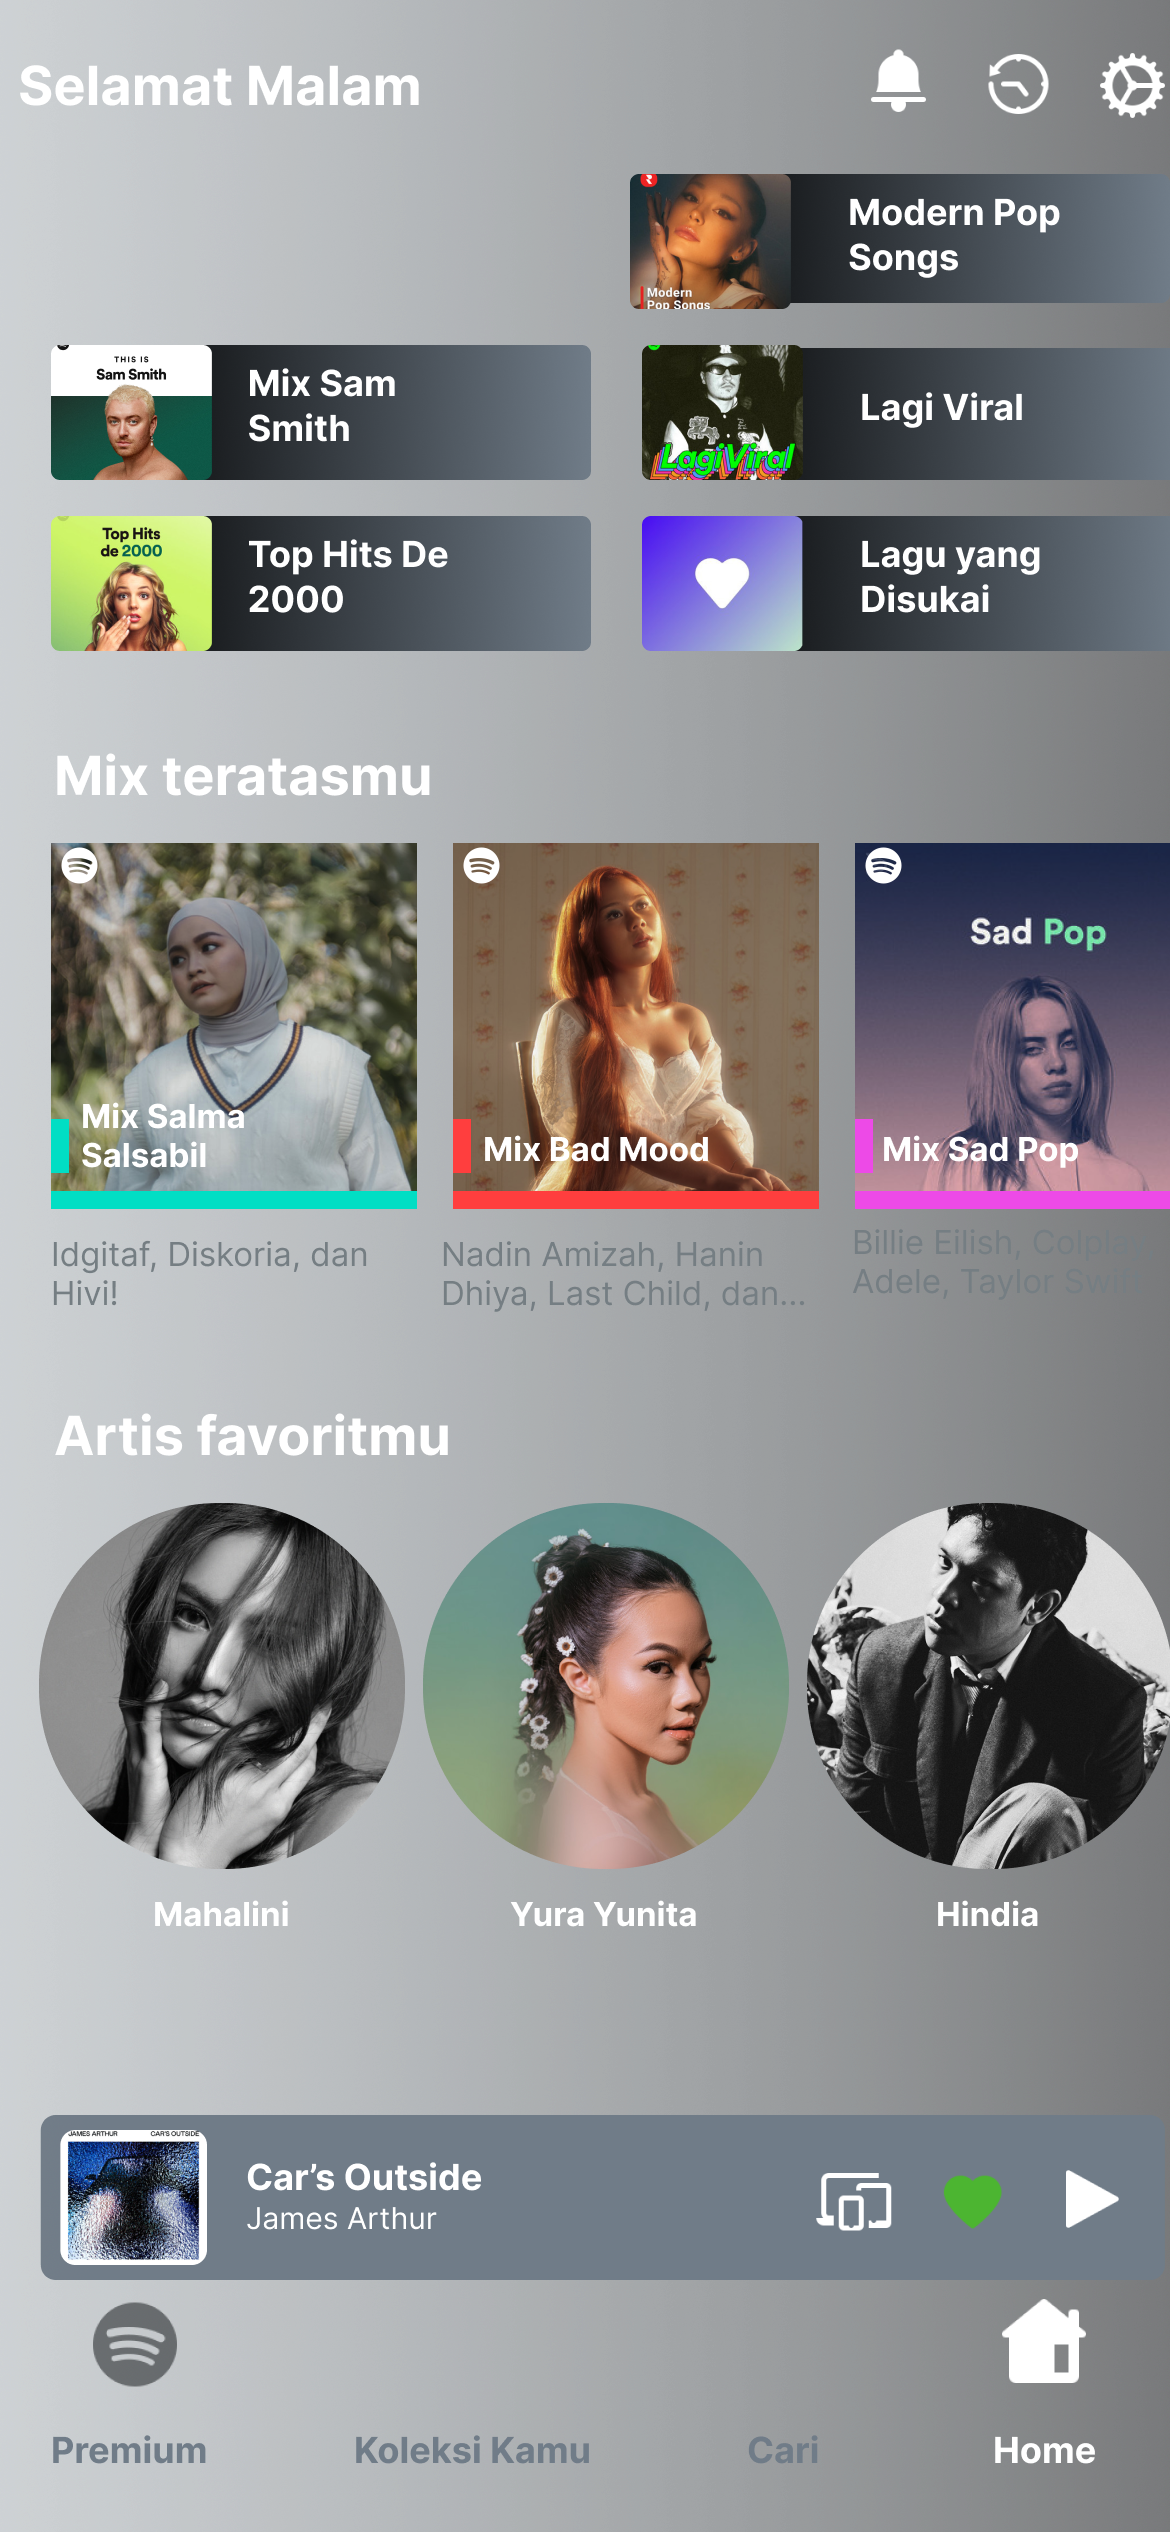 Selamat Malam
Modern
Pop Songs
Modern Pop
Songs
THIS IS
Sam Smith
Mix Sam
Smith
LagiViral
Lagi Viral
Top Hits
de 2000
Top Hits De
2000
Lagu yang
Disukai
Mix teratasmu
Mix Salma
Salsabil
Mix Bad Mood
Sad Pop
Mix Sad Pop
Idgitaf, Diskoria, dan
Hivi!
Nadin Amizah, Hanin
Dhiya, Last Child, dan...
Billie Eilish, Colpla
Adele, Taylor Swif
Artis favoritmu
Mahalini
Yura Yunita
Hindia
JAMES ARTHUR CAR'S OUTSIDE
Car’s Outside
James Arthur
Premium
Koleksi Kamu
Cari
Home